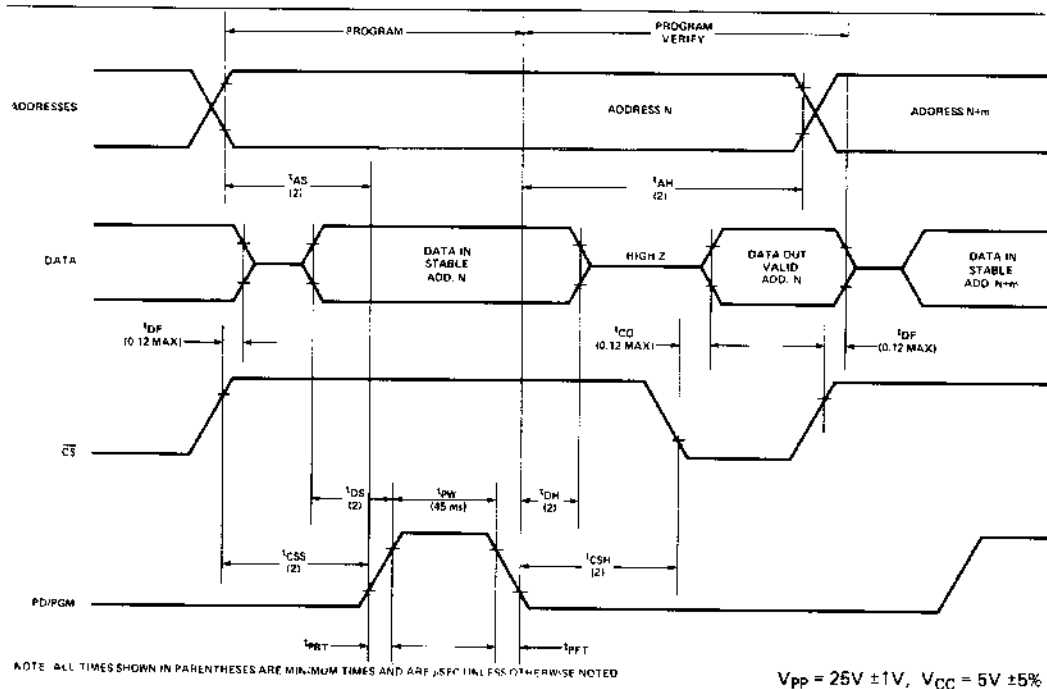 PROGRAM
PROGRAM
VERIFY
ADDRESSES
ADDRESS N
ADDRESS N+m
tAS
(2)
tAH
(2)
DATA
DATA IN
STABLE
ADD. N
HIGH Z
DATA OUT
VALID
ADD. N
DATA IN
STABLE
ADD. N+m
tDF
(0.12 MAX)
tCO
(0.12 MAX)
tDF
(0.12 MAX)
CS
tDS
(2)
tPW
(45 ms)
tDH
(2)
tCSS
(2)
tCSH
(2)
PD/PGM
tPRT
tPFT
NOTE ALL TIMES SHOWN IN PARENTHESES ARE MINIMUM TIMES AND ARE µSEC UNLESS OTHERWISE NOTED
VPP = 25V ±1V, VCC = 5V ±5%